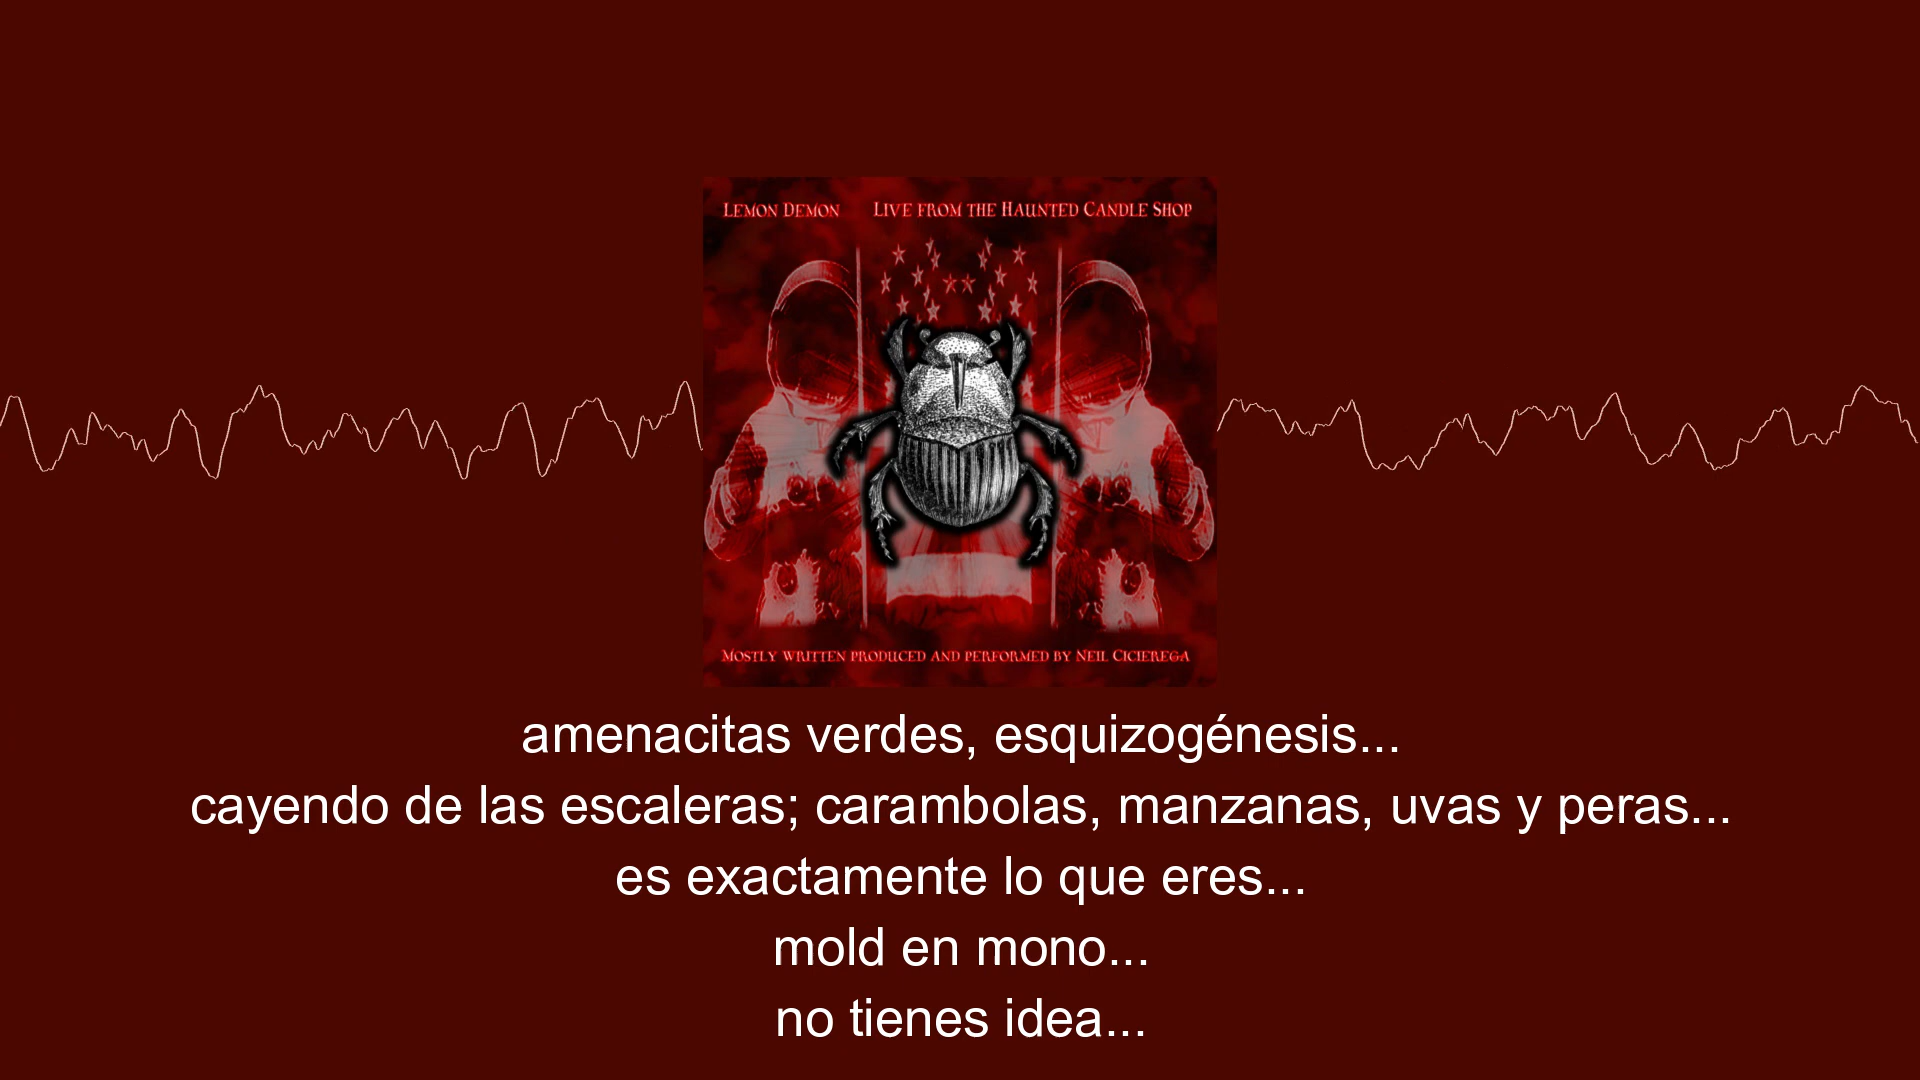 LEMON DEMON LIVE FROM THE HAUNTED CANDLE SHOP
MOSTLY WRITTEN PRODUCED AND PERFORMED BY NEIL CICIEREGA
amenacitas verdes, esquizogénesis...
cayendo de las escaleras; carambolas, manzanas, uvas y peras...
es exactamente lo que eres...
mold en mono...
no tienes idea...